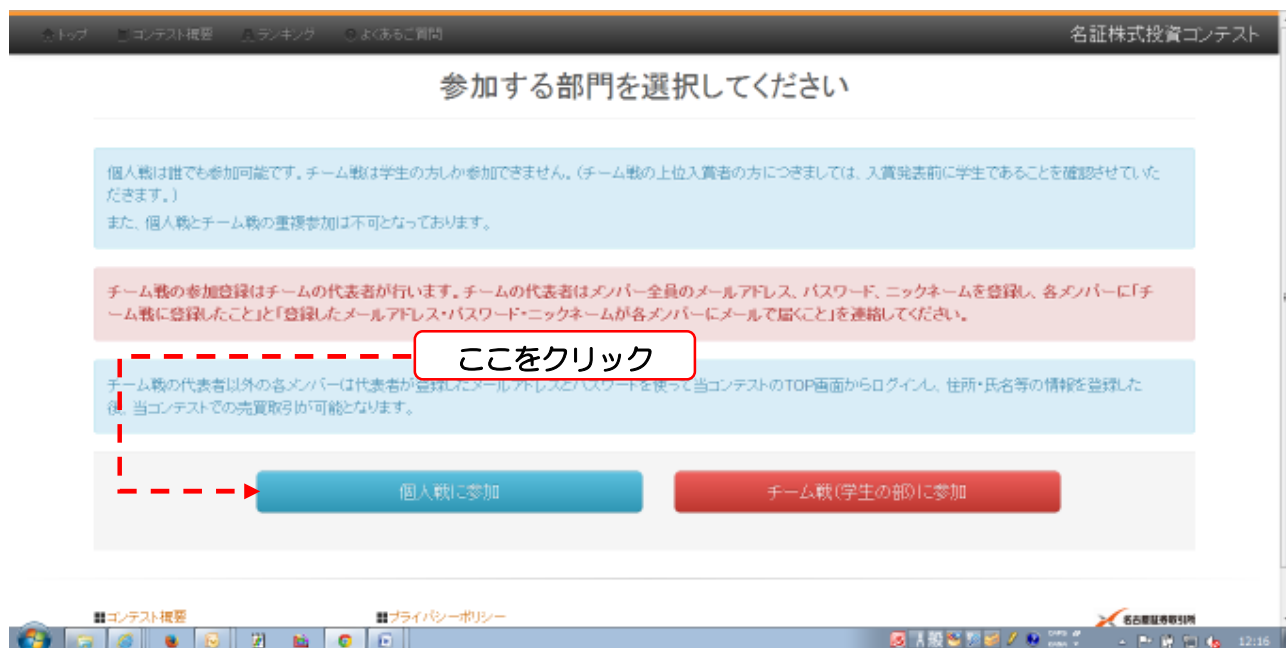 トップ コンテスト概要 ランキング よくあるご質問 名証株式投資コンテスト
参加する部門を選択してください
個人戦は誰でも参加可能です。チーム戦は学生の方しか参加できません。(チーム戦の上位入賞者の方につきましては、入賞発表前に学生であることを確認させていた
だきます。)
また、個人戦とチーム戦の重複参加は不可となっております。
チーム戦の参加登録はチームの代表者が行います。チームの代表者はメンバー全員のメールアドレス、パスワード、ニックネームを登録し、各メンバーに「チ
ーム戦に登録したこと」と「登録したメールアドレス・パスワード・ニックネームが各メンバーにメールで届くこと」を連絡してください。
ここをクリック
チーム戦の代表者以外の各メンバーは代表者が登録したメールアドレスとパスワードを使って当コンテストのTOP画面からログインし、住所・氏名等の情報を登録した
後、当コンテストでの売買取引が可能となります。
個人戦に参加 チーム戦(学生の部)に参加
コンテスト概要 プライバシーポリシー 名古屋証券取引所
般 12:16